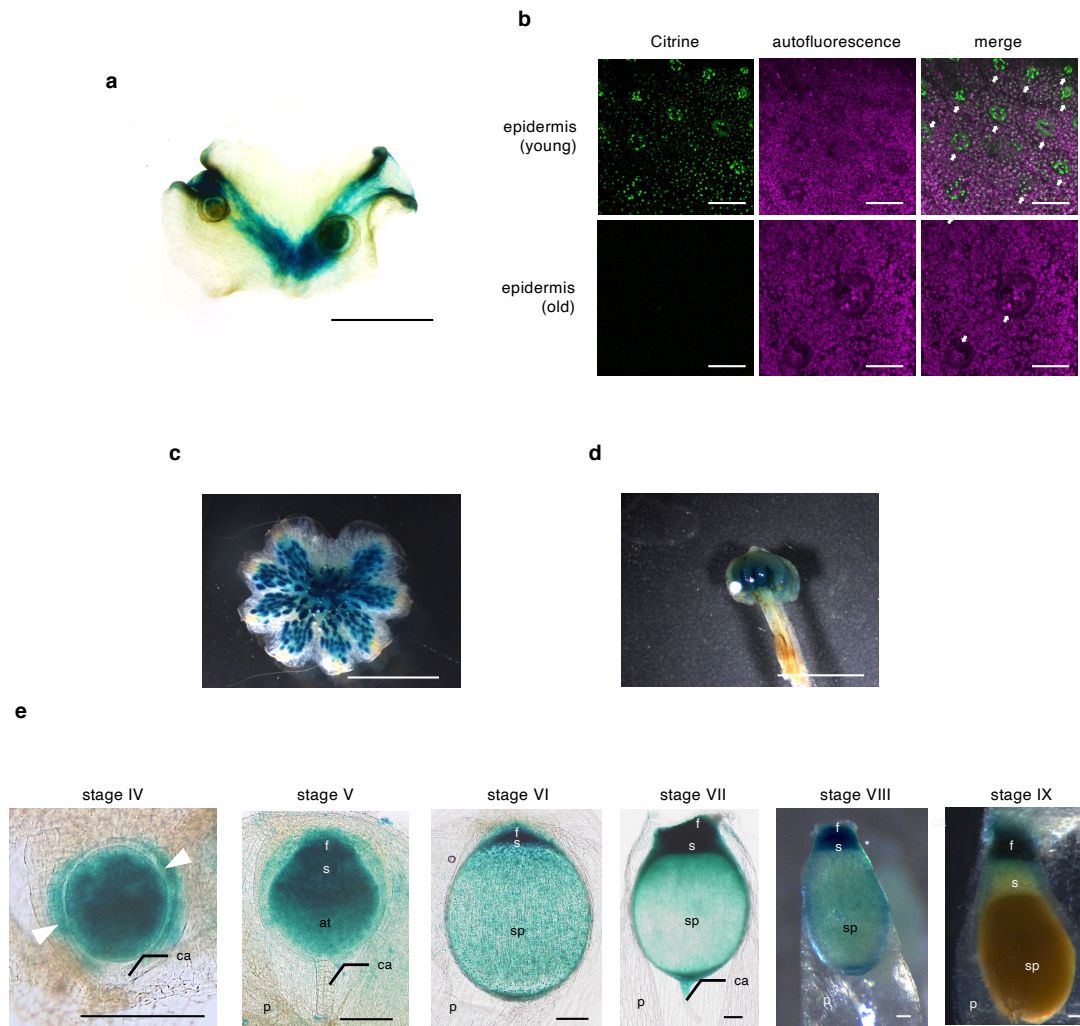 a
b
Citrine autofluorescence merge
epidermis
(young)
epidermis
(old)
c
d
e
stage IV stage V stage VI stage VII stage VIII stage IX
ca
f
s
at
ca
p
f
s
sp
p
f
s
sp
ca
p
f
s
*
sp
p
f
s
sp
p